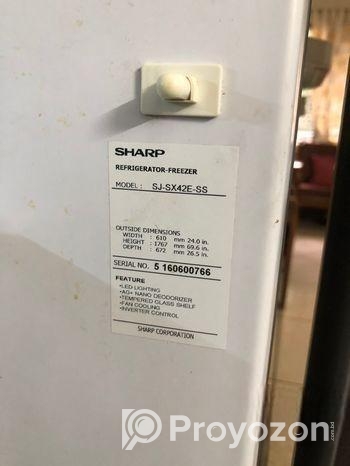 SHARP
REFRIGERATOR-FREEZER
MODEL : SJ-SX42E-SS
OUTSIDE DIMENSIONS
WIDTH : 610 mm 24.0 in.
HEIGHT : 1767 mm 69.6 in.
DEPTH : 672 mm 26.5 in.
SERIAL NO. 5 160600766
FEATURE
•LED LIGHTING
•AG+ NANO DEODORIZER
•TEMPERED GLASS SHELF
•FAN COOLING
•INVERTER CONTROL
SHARP CORPORATION
Proyozon
.com.bd